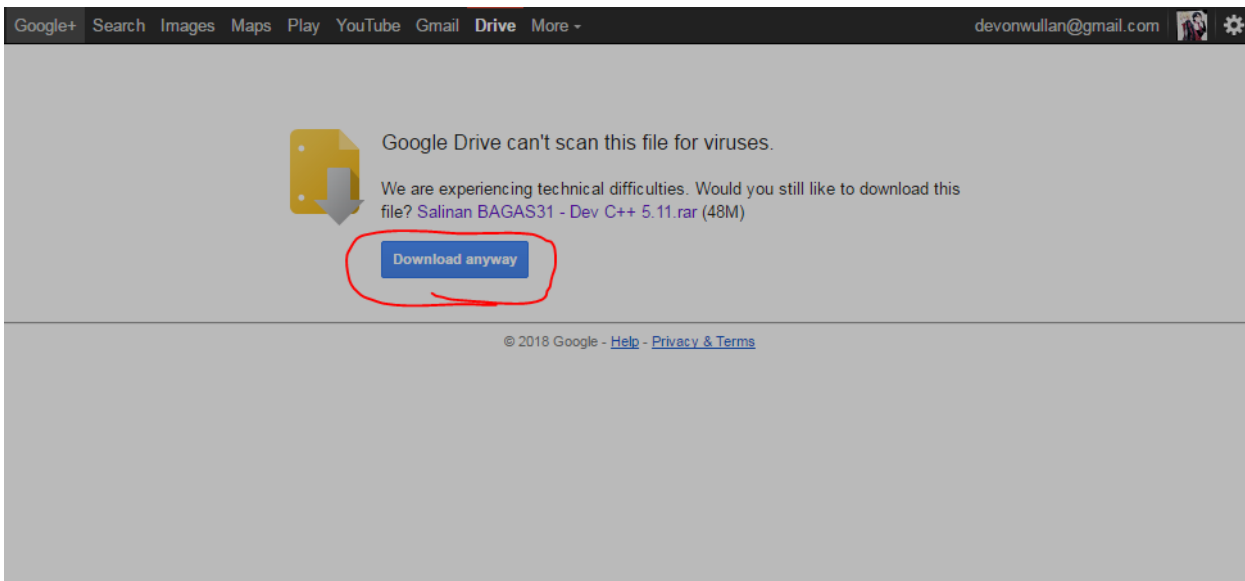 Google+ Search Images Maps Play YouTube Gmail Drive More devonwullan@gmail.com
Google Drive can't scan this file for viruses.
We are experiencing technical difficulties. Would you still like to download this
file? Salinan BAGAS31 - Dev C++ 5.11.rar (48M)
Download anyway
© 2018 Google - Help - Privacy & Terms